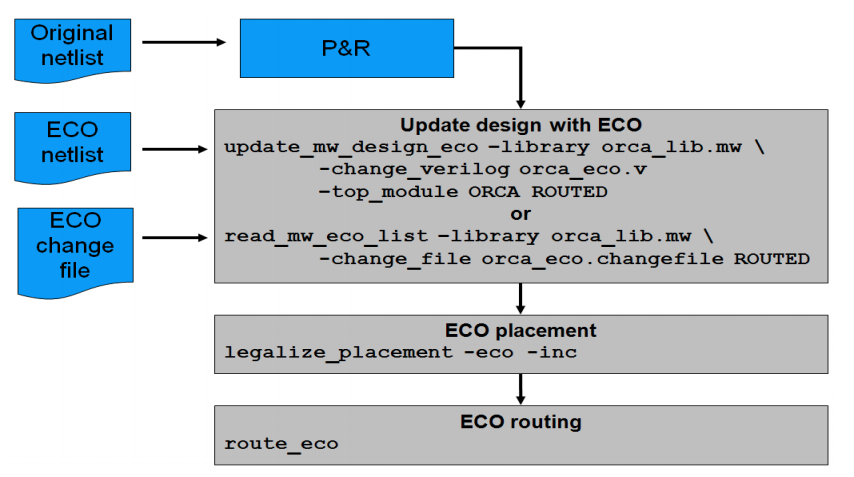 Original
netlist
P&R
ECO
netlist
ECO
change
file
Update design with ECO
update_mw_design_eco –library orca_lib.mw \
-change_verilog orca_eco.v
–top_module ORCA ROUTED
or
read_mw_eco_list –library orca_lib.mw \
-change_file orca_eco.changefile ROUTED
ECO placement
legalize_placement -eco -inc
ECO routing
route_eco